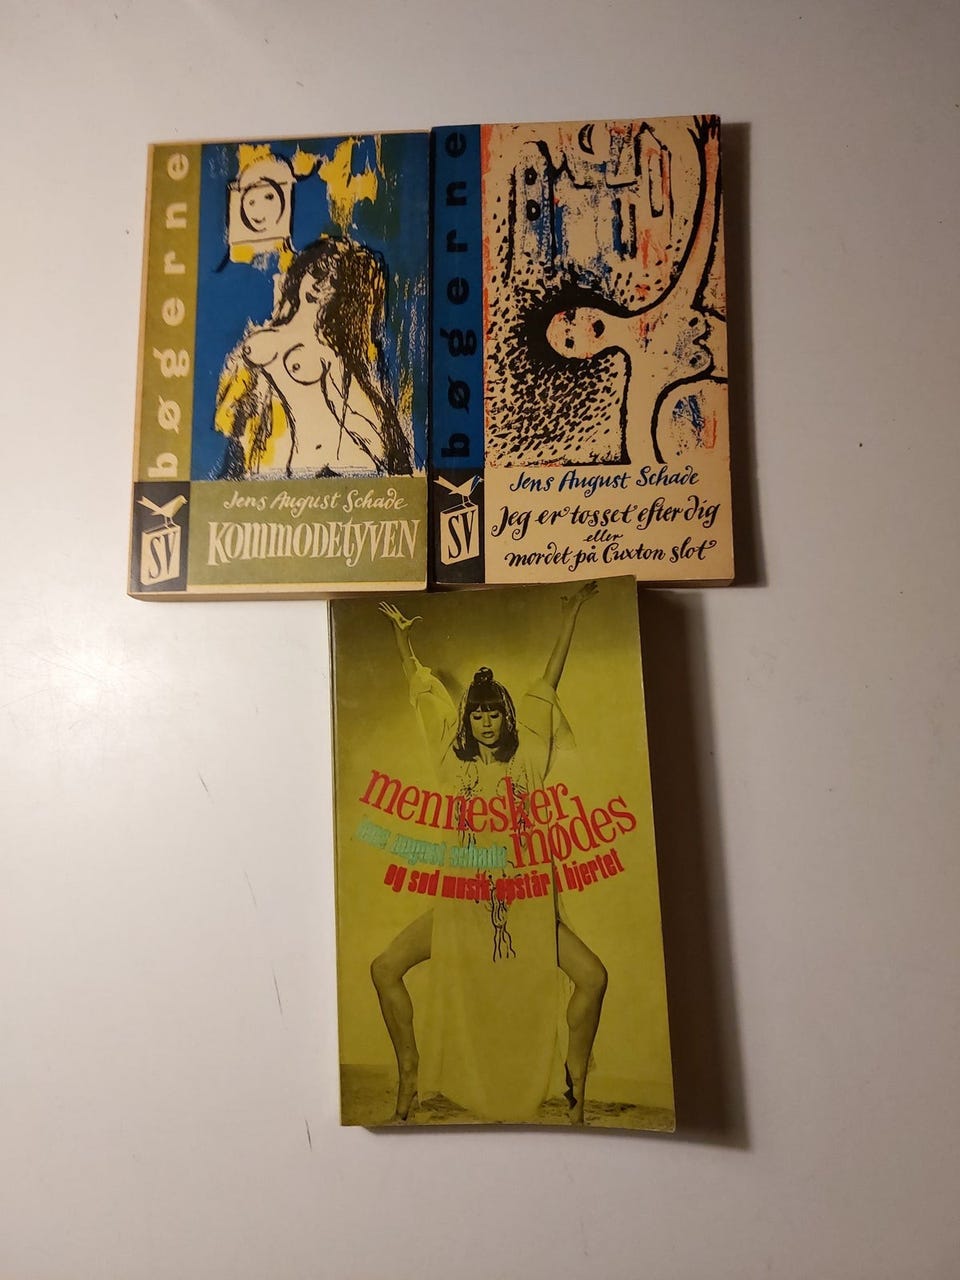 bøgerne
Jens August Schade
KOMMODETYVEN
SV
bøgerne
Jens August Schade
Jeg er tosset efter dig
eller
mordet på Cuxton slot
SV
mennesker
mødes
jens august schade
og sød musik opstår i hjertet